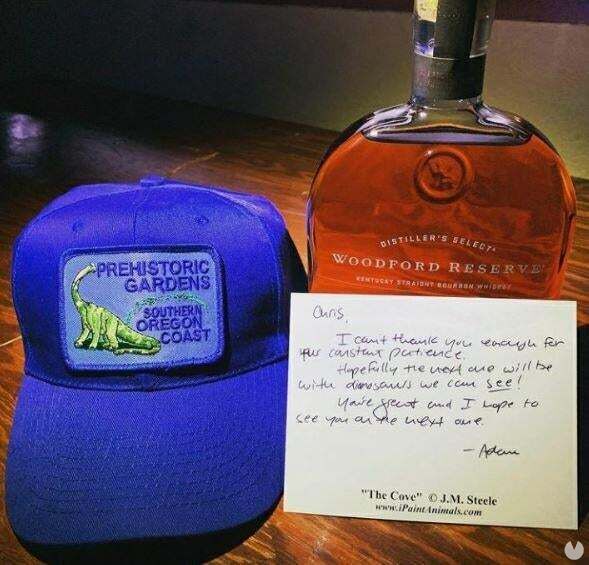 PREHISTORIC
GARDENS
SOUTHERN
OREGON
COAST
DISTILLER'S SELECT
WOODFORD RESERVE
KENTUCKY STRAIGHT BOURBON WHISKEY
Chris,
I can't thank you enough for
your constant patience.
Hopefully the next one will be
with dinosaurs we can see!
You're great and I hope to
see you on the next one.
- Adam
"The Cove" © J.M. Steele
www.iPaintAnimals.com